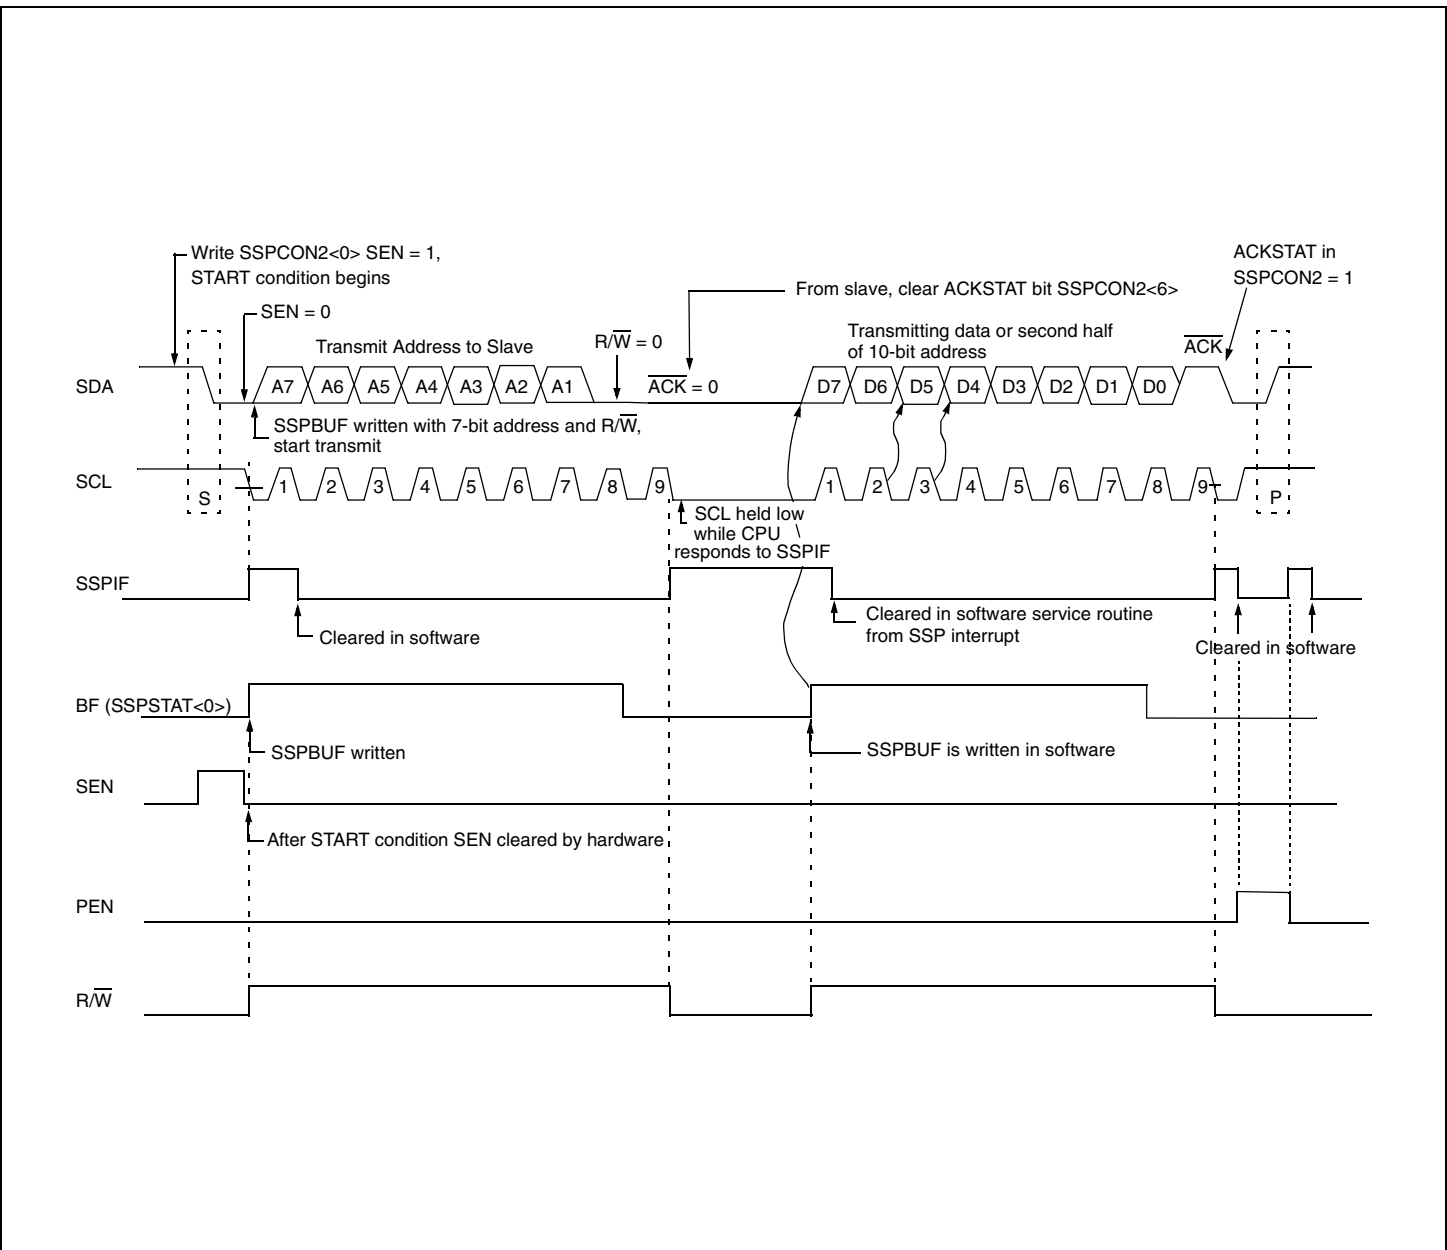 Write SSPCON2<0> SEN = 1,
START condition begins
ACKSTAT in
SSPCON2 = 1
From slave, clear ACKSTAT bit SSPCON2<6>
SEN = 0
Transmit Address to Slave
R/W̅ = 0
Transmitting data or second half
of 10-bit address
A̅C̅K̅
SDA
A7 A6 A5 A4 A3 A2 A1
A̅C̅K̅ = 0
D7 D6 D5 D4 D3 D2 D1 D0
SSPBUF written with 7-bit address and R/W̅,
start transmit
SCL
S
1 2 3 4 5 6 7 8 9
1 2 3 4 5 6 7 8 9
P
SCL held low
while CPU
responds to SSPIF
SSPIF
Cleared in software
Cleared in software service routine
from SSP interrupt
Cleared in software
BF (SSPSTAT<0>)
SSPBUF written
SSPBUF is written in software
SEN
After START condition SEN cleared by hardware
PEN
R/W̅